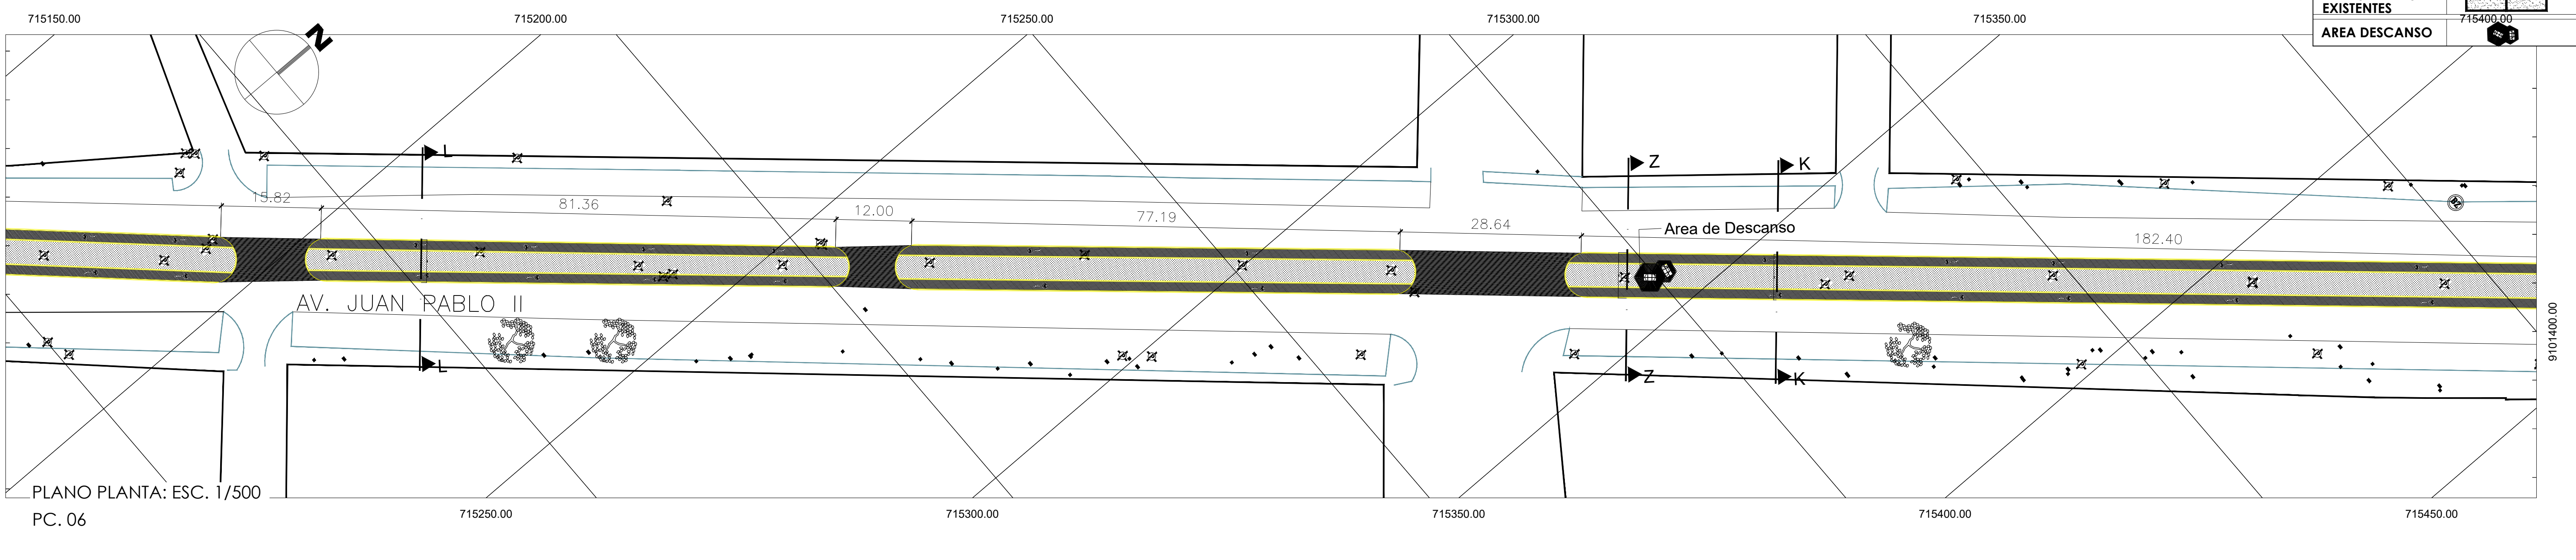 715150.00
715200.00
715250.00
715300.00
715350.00
715400.00
EXISTENTES
AREA DESCANSO
N
L
Z
K
15.82
81.36
12.00
77.19
28.64
182.40
Area de Descanso
BZ
AV. JUAN PABLO II
9101400.00
L
Z
K
PLANO PLANTA: ESC. 1/500
PC. 06
715250.00
715300.00
715350.00
715400.00
715450.00